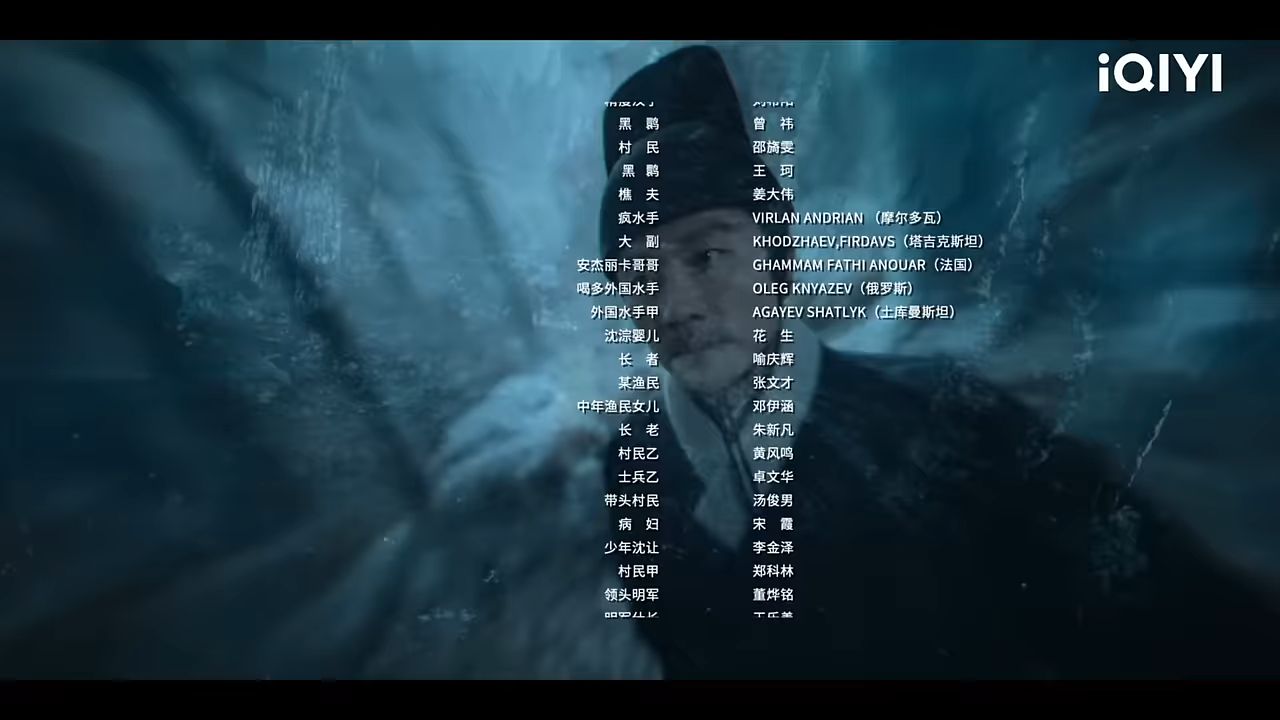 iQIYI
黑 鹮 曾 祎
村 民 邵旖雯
黑 鹮 王 珂
樵 夫 姜大伟
疯水手 VIRLAN ANDRIAN （摩尔多瓦）
大 副 KHODZHAEV,FIRDAVS（塔吉克斯坦）
安杰丽卡哥哥 GHAMMAM FATHI ANOUAR（法国）
喝多外国水手 OLEG KNYAZEV（俄罗斯）
外国水手甲 AGAYEV SHATLYK（土库曼斯坦）
沈淙婴儿 花 生
长 者 喻庆辉
某渔民 张文才
中年渔民女儿 邓伊涵
长 老 朱新凡
村民乙 黄风鸣
士兵乙 卓文华
带头村民 汤俊男
病 妇 宋 霞
少年沈让 李金泽
村民甲 郑科林
领头明军 董烨铭